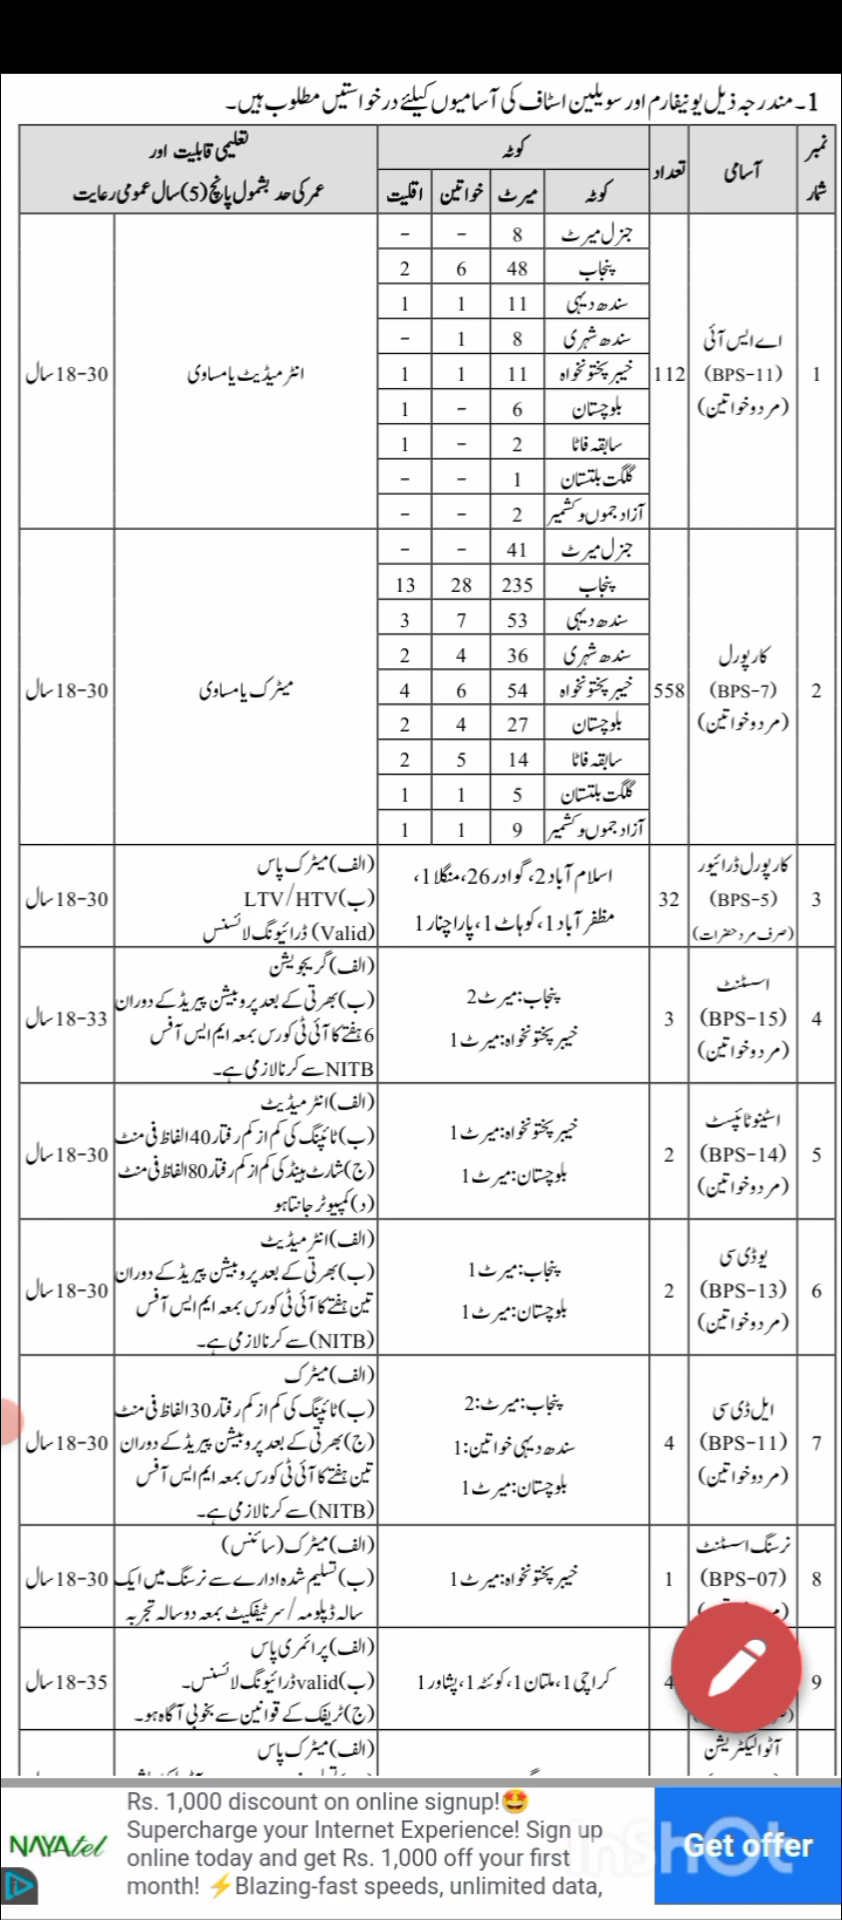 1۔ مندرجہ ذیل یونیفارم اور سویلین اسٹاف کی آسامیوں کیلئے درخواستیں مطلوب ہیں۔
نمبر شمار
آسامی
تعداد
کوٹہ
تعلیمی قابلیت اور
عمر کی حد بشمول پانچ (5) سال عمومی رعایت
کوٹہ میرٹ خواتین اقلیت
1
اے ایس آئی
(BPS-11)
(مرد و خواتین)
112
جنرل میرٹ 8 - -
پنجاب 48 6 2
سندھ دیہی 11 1 1
سندھ شہری 8 1 -
خیبر پختونخواہ 11 1 1
بلوچستان 6 - 1
سابقہ فاٹا 2 - 1
گلگت بلتستان 1 - -
آزاد جموں و کشمیر 2 - -
انٹرمیڈیٹ یا مساوی
18-30 سال
2
کارپورل
(BPS-7)
(مرد و خواتین)
558
جنرل میرٹ 41 - -
پنجاب 235 28 13
سندھ دیہی 53 7 3
سندھ شہری 36 4 2
خیبر پختونخواہ 54 6 4
بلوچستان 27 4 2
سابقہ فاٹا 14 5 2
گلگت بلتستان 5 1 1
آزاد جموں و کشمیر 9 1 1
میٹرک یا مساوی
18-30 سال
3
کارپورل ڈرائیور
(BPS-5)
(صرف مرد حضرات)
32
اسلام آباد 2، گوادر 26، منگلا 1،
مظفر آباد 1، کوہاٹ 1، پاراچنار 1
(الف) میٹرک پاس
(ب) LTV/HTV
(Valid) ڈرائیونگ لائسنس
18-30 سال
4
اسسٹنٹ
(BPS-15)
(مرد و خواتین)
3
پنجاب: میرٹ 2
خیبر پختونخواہ: میرٹ 1
(الف) گریجویشن
(ب) بھرتی کے بعد پروبیشن پیریڈ کے دوران
6 ہفتے کا آئی ٹی کورس بمعہ ایم ایس آفس
NITB سے کرنا لازمی ہے۔
18-33 سال
5
اسٹینو ٹائپسٹ
(BPS-14)
(مرد و خواتین)
2
خیبر پختونخواہ: میرٹ 1
بلوچستان: میرٹ 1
(الف) انٹرمیڈیٹ
(ب) ٹائپنگ کی کم از کم رفتار 40 الفاظ فی منٹ
(ج) شارٹ ہینڈ کی کم از کم رفتار 80 الفاظ فی منٹ
(د) کمپیوٹر جانتا ہو
18-30 سال
6
یو ڈی سی
(BPS-13)
(مرد و خواتین)
2
پنجاب: میرٹ 1
بلوچستان: میرٹ 1
(الف) انٹرمیڈیٹ
(ب) بھرتی کے بعد پروبیشن پیریڈ کے دوران
تین ہفتے کا آئی ٹی کورس بمعہ ایم ایس آفس
(NITB) سے کرنا لازمی ہے۔
18-30 سال
7
ایل ڈی سی
(BPS-11)
(مرد و خواتین)
4
پنجاب: میرٹ: 2
سندھ دیہی خواتین: 1
بلوچستان: میرٹ 1
(الف) میٹرک
(ب) ٹائپنگ کی کم از کم رفتار 30 الفاظ فی منٹ
(ج) بھرتی کے بعد پروبیشن پیریڈ کے دوران
تین ہفتے کا آئی ٹی کورس بمعہ ایم ایس آفس
(NITB) سے کرنا لازمی ہے۔
18-30 سال
8
نرسنگ اسسٹنٹ
(BPS-07)
1
خیبر پختونخواہ: میرٹ 1
(الف) میٹرک (سائنس)
(ب) تسلیم شدہ ادارے سے نرسنگ میں ایک
سالہ ڈپلومہ / سرٹیفکیٹ بمعہ دو سالہ تجربہ
18-30 سال
9
4
کراچی 1، ملتان 1، کوئٹہ 1، پشاور 1
(الف) پرائمری پاس
(ب) valid ڈرائیونگ لائسنس۔
(ج) ٹریفک کے قوانین سے بخوبی آگاہ ہو۔
18-35 سال
آٹو الیکٹریشن
(الف) میٹرک پاس
NAYAtel
Rs. 1,000 discount on online signup!🤩
Supercharge your Internet Experience! Sign up
online today and get Rs. 1,000 off your first
month! ⚡Blazing-fast speeds, unlimited data,
Get offer
InShOt